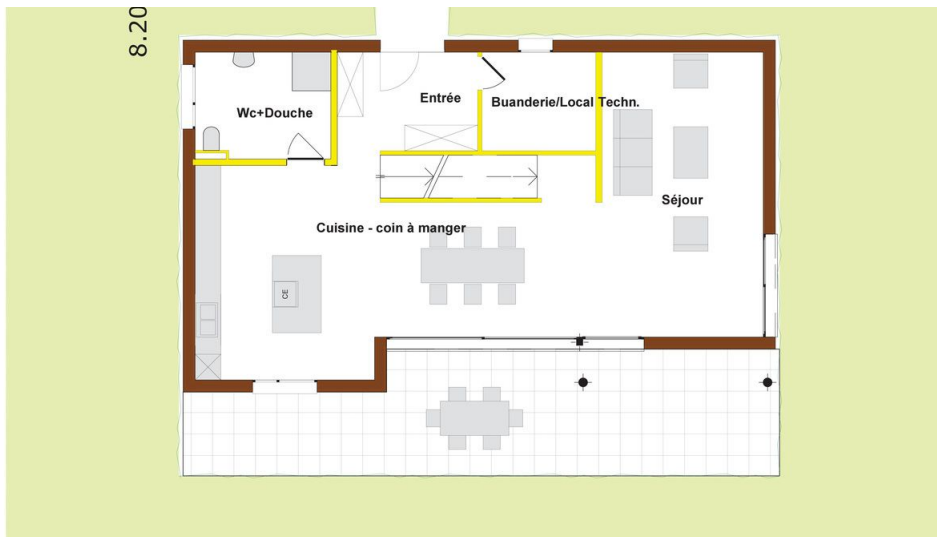 8.20
Wc+Douche
Entrée
Buanderie/Local Techn.
Séjour
Cuisine - coin à manger
CE